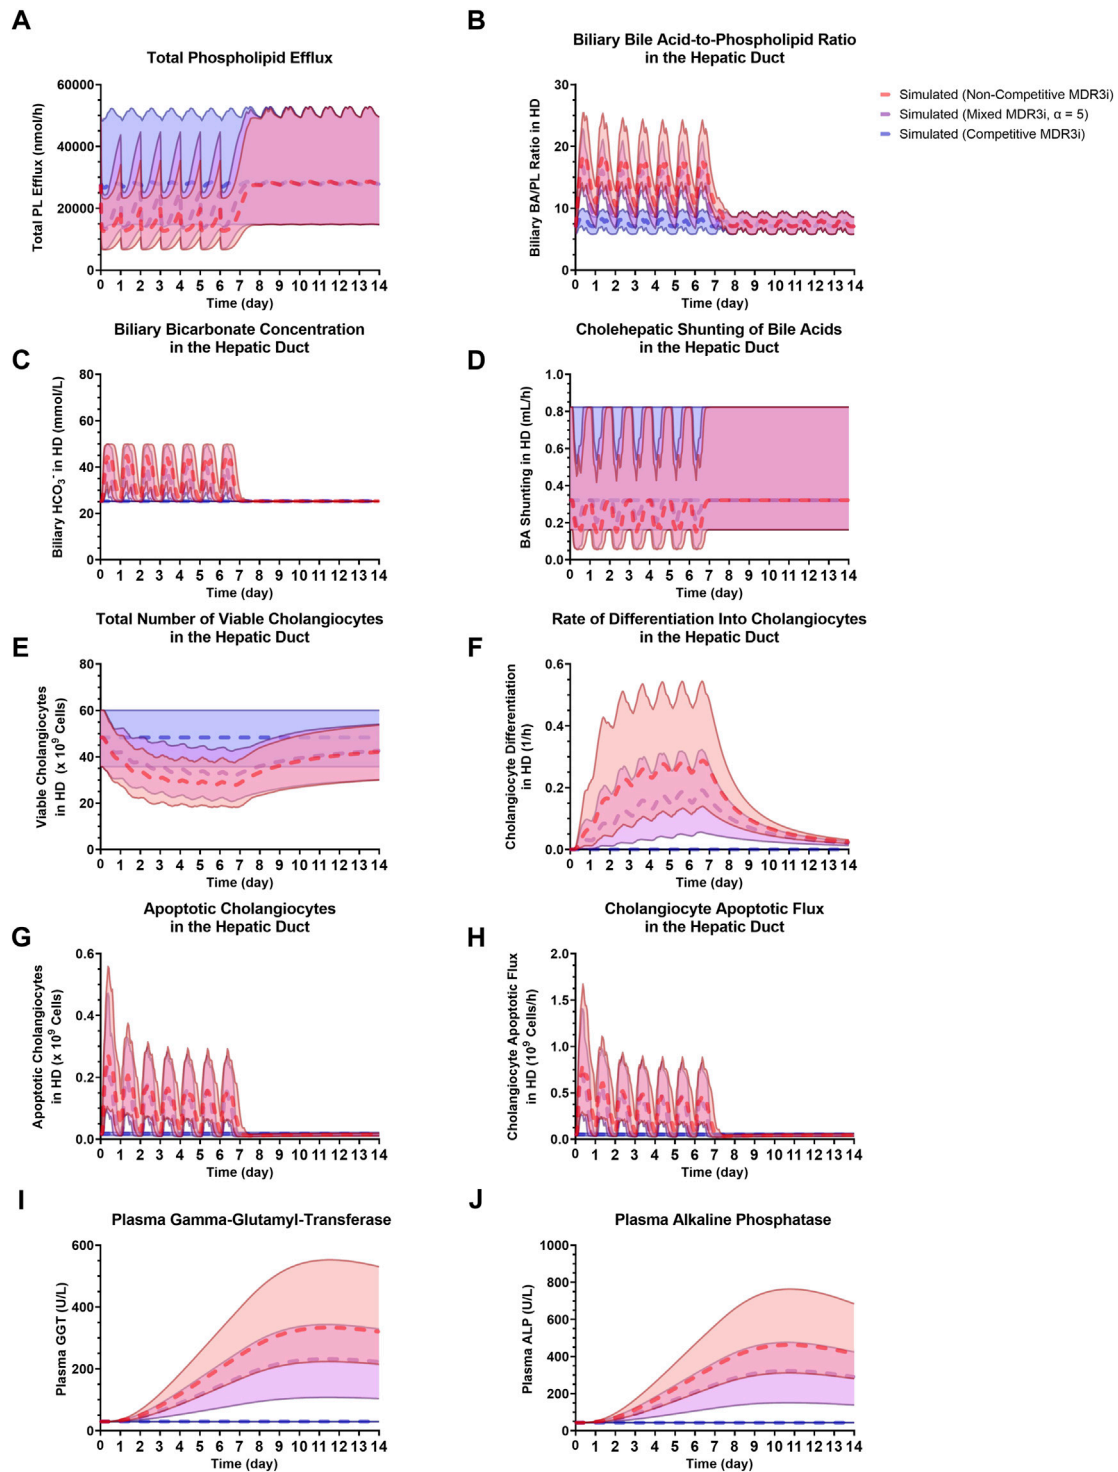 A
Total Phospholipid Efflux
Total PL Efflux (nmol/h)
60000
40000
20000
0
0 1 2 3 4 5 6 7 8 9 10 11 12 13 14
Time (day)
B
Biliary Bile Acid-to-Phospholipid Ratio
in the Hepatic Duct
Biliary BA/PL Ratio in HD
30
20
10
0
0 1 2 3 4 5 6 7 8 9 10 11 12 13 14
Time (day)
Simulated (Non-Competitive MDR3i)
Simulated (Mixed MDR3i, α = 5)
Simulated (Competitive MDR3i)
C
Biliary Bicarbonate Concentration
in the Hepatic Duct
Biliary HCO₃⁻ in HD (mmol/L)
80
60
40
20
0
0 1 2 3 4 5 6 7 8 9 10 11 12 13 14
Time (day)
D
Cholehepatic Shunting of Bile Acids
in the Hepatic Duct
BA Shunting in HD (mL/h)
1.0
0.8
0.6
0.4
0.2
0.0
0 1 2 3 4 5 6 7 8 9 10 11 12 13 14
Time (day)
E
Total Number of Viable Cholangiocytes
in the Hepatic Duct
Viable Cholangiocytes
in HD (x 10⁹ Cells)
80
60
40
20
0
0 1 2 3 4 5 6 7 8 9 10 11 12 13 14
Time (day)
F
Rate of Differentiation Into Cholangiocytes
in the Hepatic Duct
Cholangiocyte Differentiation
in HD (1/h)
0.6
0.4
0.2
0.0
0 1 2 3 4 5 6 7 8 9 10 11 12 13 14
Time (day)
G
Apoptotic Cholangiocytes
in the Hepatic Duct
Apoptotic Cholangiocytes
in HD (x 10⁹ Cells)
0.6
0.4
0.2
0.0
0 1 2 3 4 5 6 7 8 9 10 11 12 13 14
Time (day)
H
Cholangiocyte Apoptotic Flux
in the Hepatic Duct
Cholangiocyte Apoptotic Flux
in HD (10⁹ Cells/h)
2.0
1.5
1.0
0.5
0.0
0 1 2 3 4 5 6 7 8 9 10 11 12 13 14
Time (day)
I
Plasma Gamma-Glutamyl-Transferase
Plasma GGT (U/L)
600
400
200
0
0 1 2 3 4 5 6 7 8 9 10 11 12 13 14
Time (day)
J
Plasma Alkaline Phosphatase
Plasma ALP (U/L)
1000
800
600
400
200
0
0 1 2 3 4 5 6 7 8 9 10 11 12 13 14
Time (day)